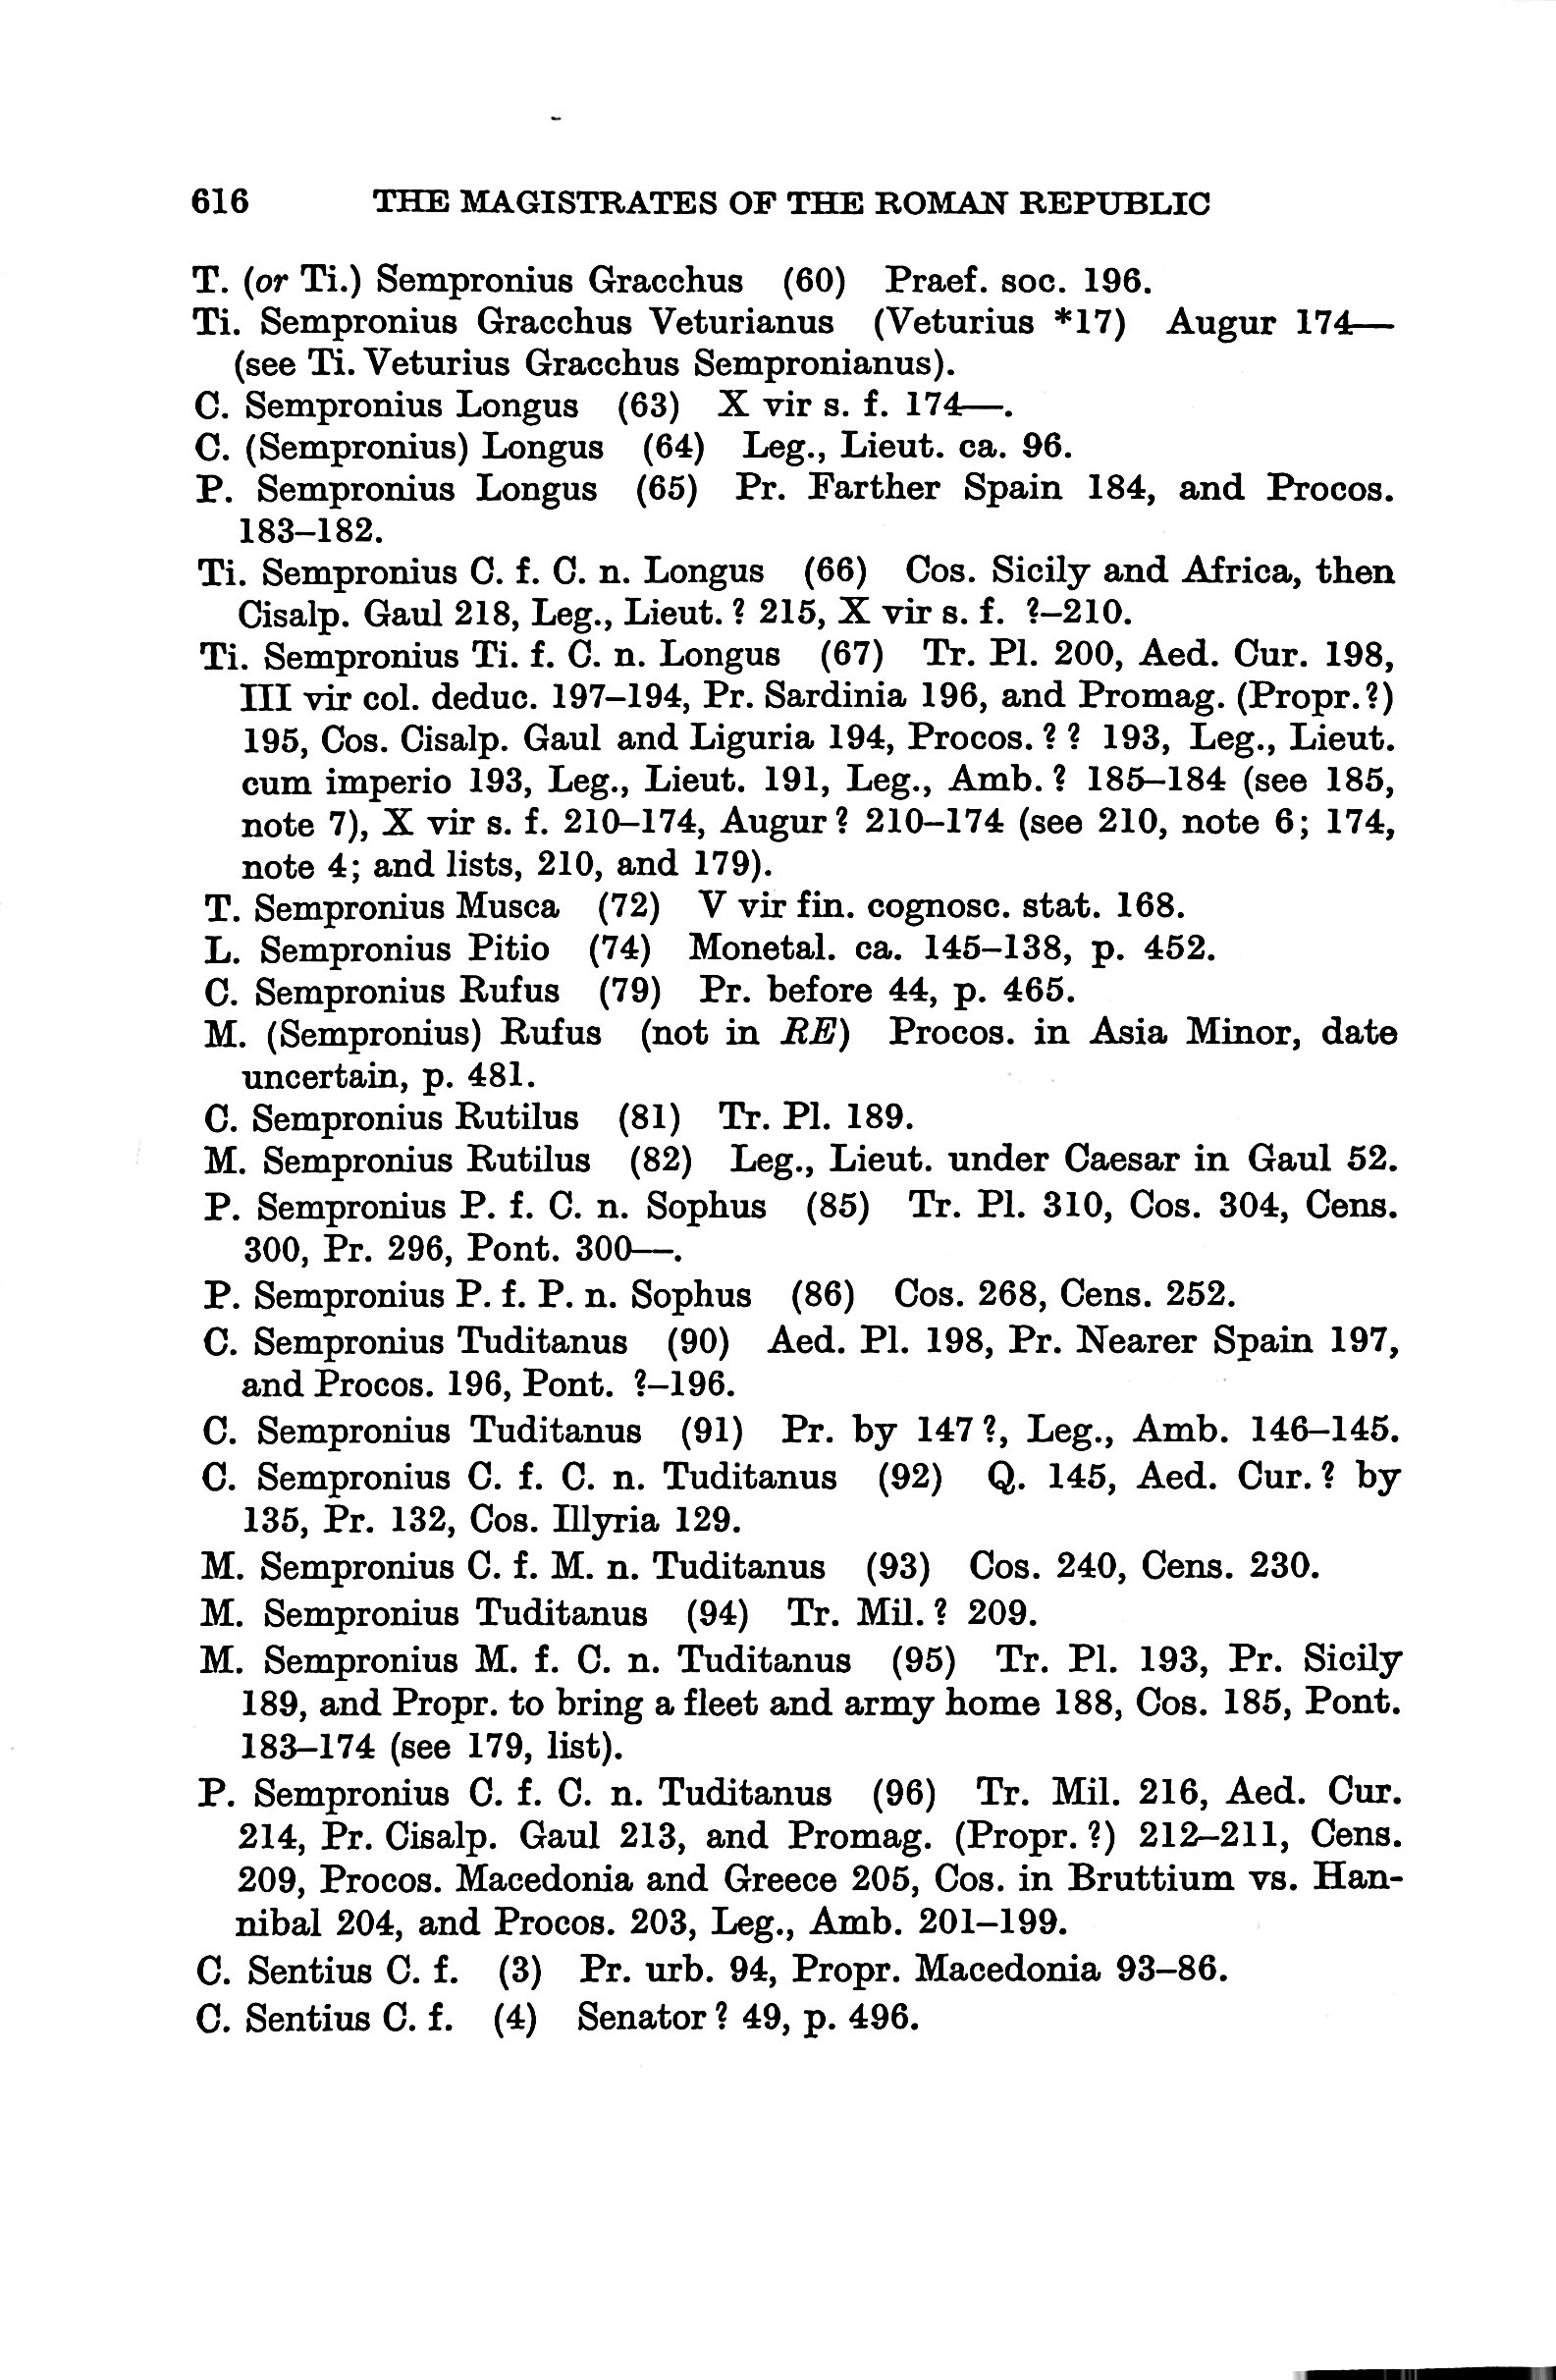 616 THE MAGISTRATES OF THE ROMAN REPUBLIC
T. (or Ti.) Sempronius Gracchus (60) Praef. soc. 196.
Ti. Sempronius Gracchus Veturianus (Veturius *17) Augur 174—
(see Ti. Veturius Gracchus Sempronianus).
C. Sempronius Longus (63) X vir s. f. 174—.
C. (Sempronius) Longus (64) Leg., Lieut. ca. 96.
P. Sempronius Longus (65) Pr. Farther Spain 184, and Procos.
183–182.
Ti. Sempronius C. f. C. n. Longus (66) Cos. Sicily and Africa, then
Cisalp. Gaul 218, Leg., Lieut. ? 215, X vir s. f. ?–210.
Ti. Sempronius Ti. f. C. n. Longus (67) Tr. Pl. 200, Aed. Cur. 198,
III vir col. deduc. 197–194, Pr. Sardinia 196, and Promag. (Propr. ?)
195, Cos. Cisalp. Gaul and Liguria 194, Procos. ? ? 193, Leg., Lieut.
cum imperio 193, Leg., Lieut. 191, Leg., Amb. ? 185–184 (see 185,
note 7), X vir s. f. 210–174, Augur ? 210–174 (see 210, note 6; 174,
note 4; and lists, 210, and 179).
T. Sempronius Musca (72) V vir fin. cognosc. stat. 168.
L. Sempronius Pitio (74) Monetal. ca. 145–138, p. 452.
C. Sempronius Rufus (79) Pr. before 44, p. 465.
M. (Sempronius) Rufus (not in RE) Procos. in Asia Minor, date
uncertain, p. 481.
C. Sempronius Rutilus (81) Tr. Pl. 189.
M. Sempronius Rutilus (82) Leg., Lieut. under Caesar in Gaul 52.
P. Sempronius P. f. C. n. Sophus (85) Tr. Pl. 310, Cos. 304, Cens.
300, Pr. 296, Pont. 300—.
P. Sempronius P. f. P. n. Sophus (86) Cos. 268, Cens. 252.
C. Sempronius Tuditanus (90) Aed. Pl. 198, Pr. Nearer Spain 197,
and Procos. 196, Pont. ?–196.
C. Sempronius Tuditanus (91) Pr. by 147 ?, Leg., Amb. 146–145.
C. Sempronius C. f. C. n. Tuditanus (92) Q. 145, Aed. Cur. ? by
135, Pr. 132, Cos. Illyria 129.
M. Sempronius C. f. M. n. Tuditanus (93) Cos. 240, Cens. 230.
M. Sempronius Tuditanus (94) Tr. Mil. ? 209.
M. Sempronius M. f. C. n. Tuditanus (95) Tr. Pl. 193, Pr. Sicily
189, and Propr. to bring a fleet and army home 188, Cos. 185, Pont.
183–174 (see 179, list).
P. Sempronius C. f. C. n. Tuditanus (96) Tr. Mil. 216, Aed. Cur.
214, Pr. Cisalp. Gaul 213, and Promag. (Propr. ?) 212–211, Cens.
209, Procos. Macedonia and Greece 205, Cos. in Bruttium vs. Han-
nibal 204, and Procos. 203, Leg., Amb. 201–199.
C. Sentius C. f. (3) Pr. urb. 94, Propr. Macedonia 93–86.
C. Sentius C. f. (4) Senator ? 49, p. 496.